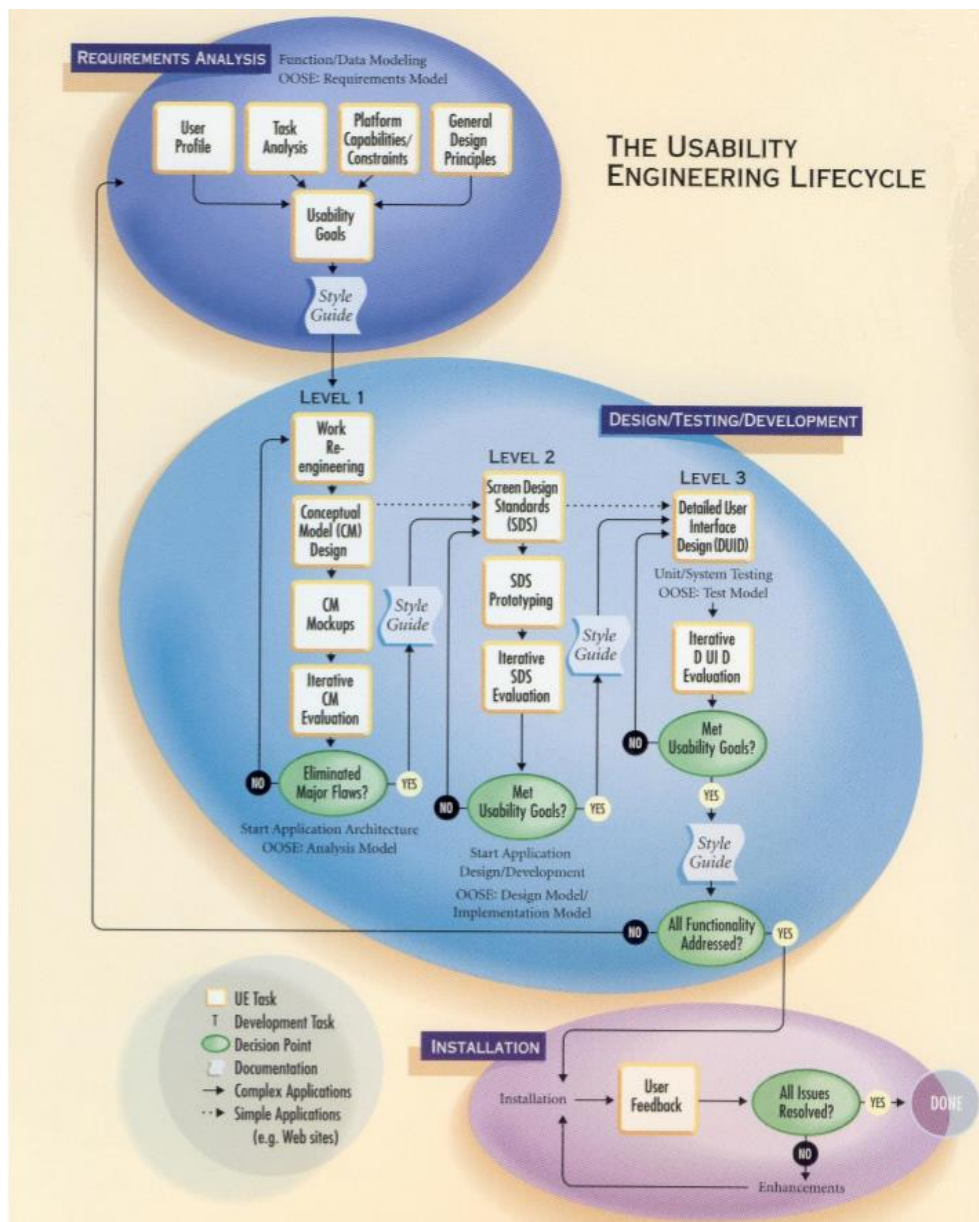 REQUIREMENTS ANALYSIS
Function/Data Modeling
OOSE: Requirements Model
User
Profile
Task
Analysis
Platform
Capabilities/
Constraints
General
Design
Principles
THE USABILITY
ENGINEERING LIFECYCLE
Usability
Goals
Style
Guide
DESIGN/TESTING/DEVELOPMENT
LEVEL 1
Work
Re-
engineering
Conceptual
Model (CM)
Design
CM
Mockups
Iterative
CM
Evaluation
Eliminated
Major Flaws?
NO
YES
Start Application Architecture
OOSE: Analysis Model
Style
Guide
LEVEL 2
Screen Design
Standards
(SDS)
SDS
Prototyping
Iterative
SDS
Evaluation
Met
Usability Goals?
NO
YES
Start Application
Design/Development
OOSE: Design Model/
Implementation Model
Style
Guide
LEVEL 3
Detailed User
Interface
Design (DUID)
Unit/System Testing
OOSE: Test Model
Iterative
D UI D
Evaluation
Met
Usability Goals?
NO
YES
Style
Guide
All Functionality
Addressed?
NO
YES
UE Task
T Development Task
Decision Point
Documentation
Complex Applications
Simple Applications
(e.g. Web sites)
INSTALLATION
Installation
User
Feedback
All Issues
Resolved?
YES
DONE
NO
Enhancements